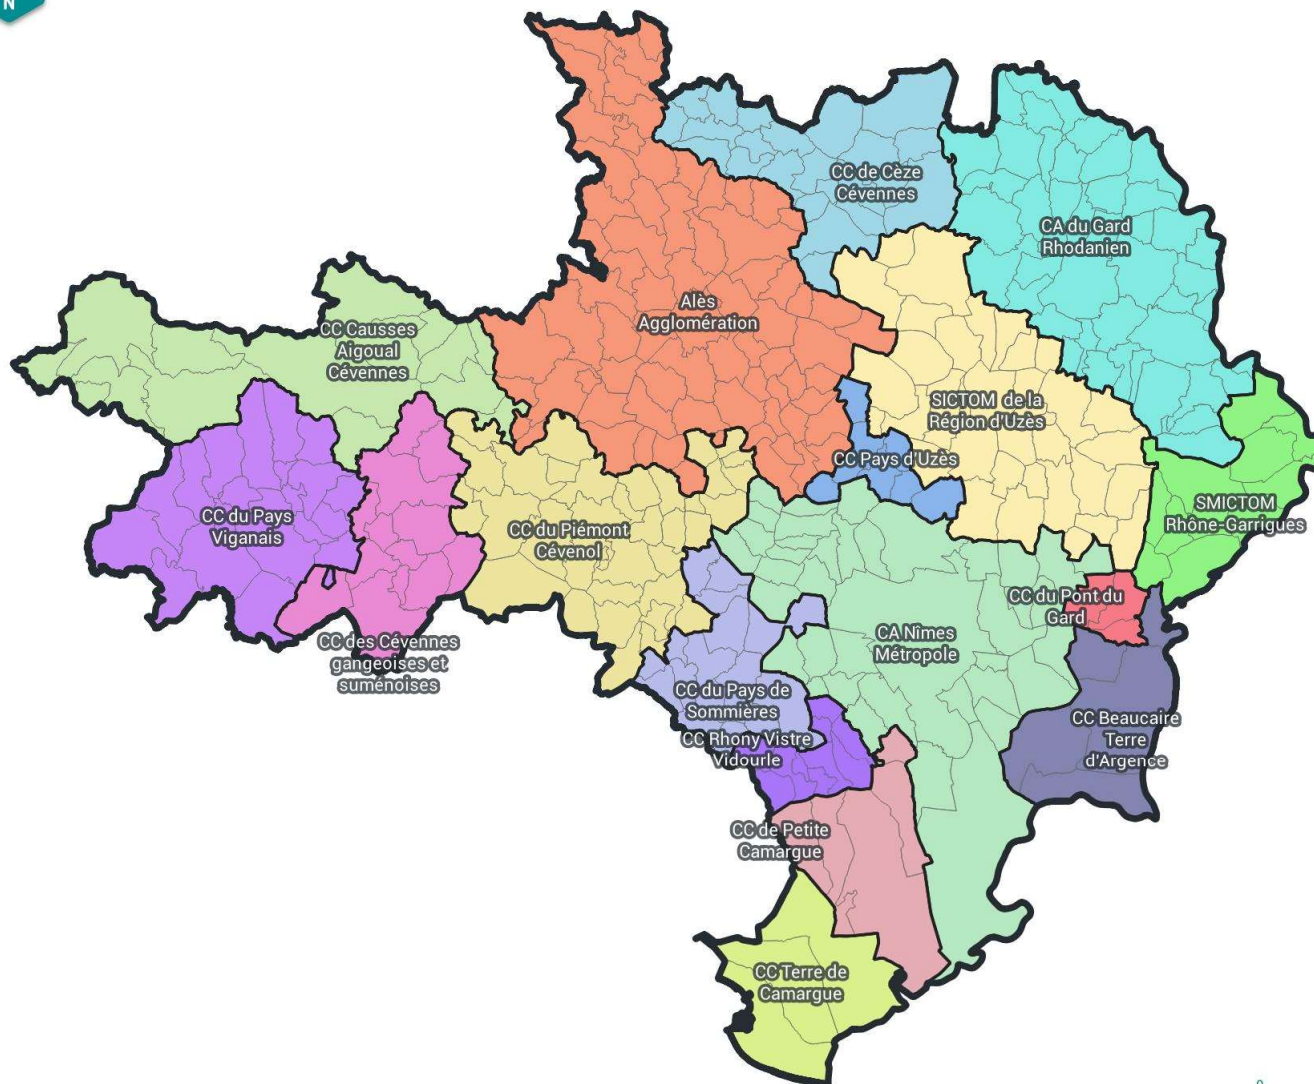 N
CC de Cèze
Cévennes
CA du Gard
Rhodanien
Alès
Agglomération
CC Causses
Aigoual
Cévennes
SICTOM de la
Région d'Uzès
CC Pays d'Uzès
SMICTOM
Rhône-Garrigues
CC du Pays
Viganais
CC du Piémont
Cévenol
CC du Pont du
Gard
CA Nîmes
Métropole
CC des Cévennes
gangeoises et
suménoises
CC du Pays de
Sommières
CC Rhony Vistre
Vidourle
CC Beaucaire
Terre
d'Argence
CC de Petite
Camargue
CC Terre de
Camargue